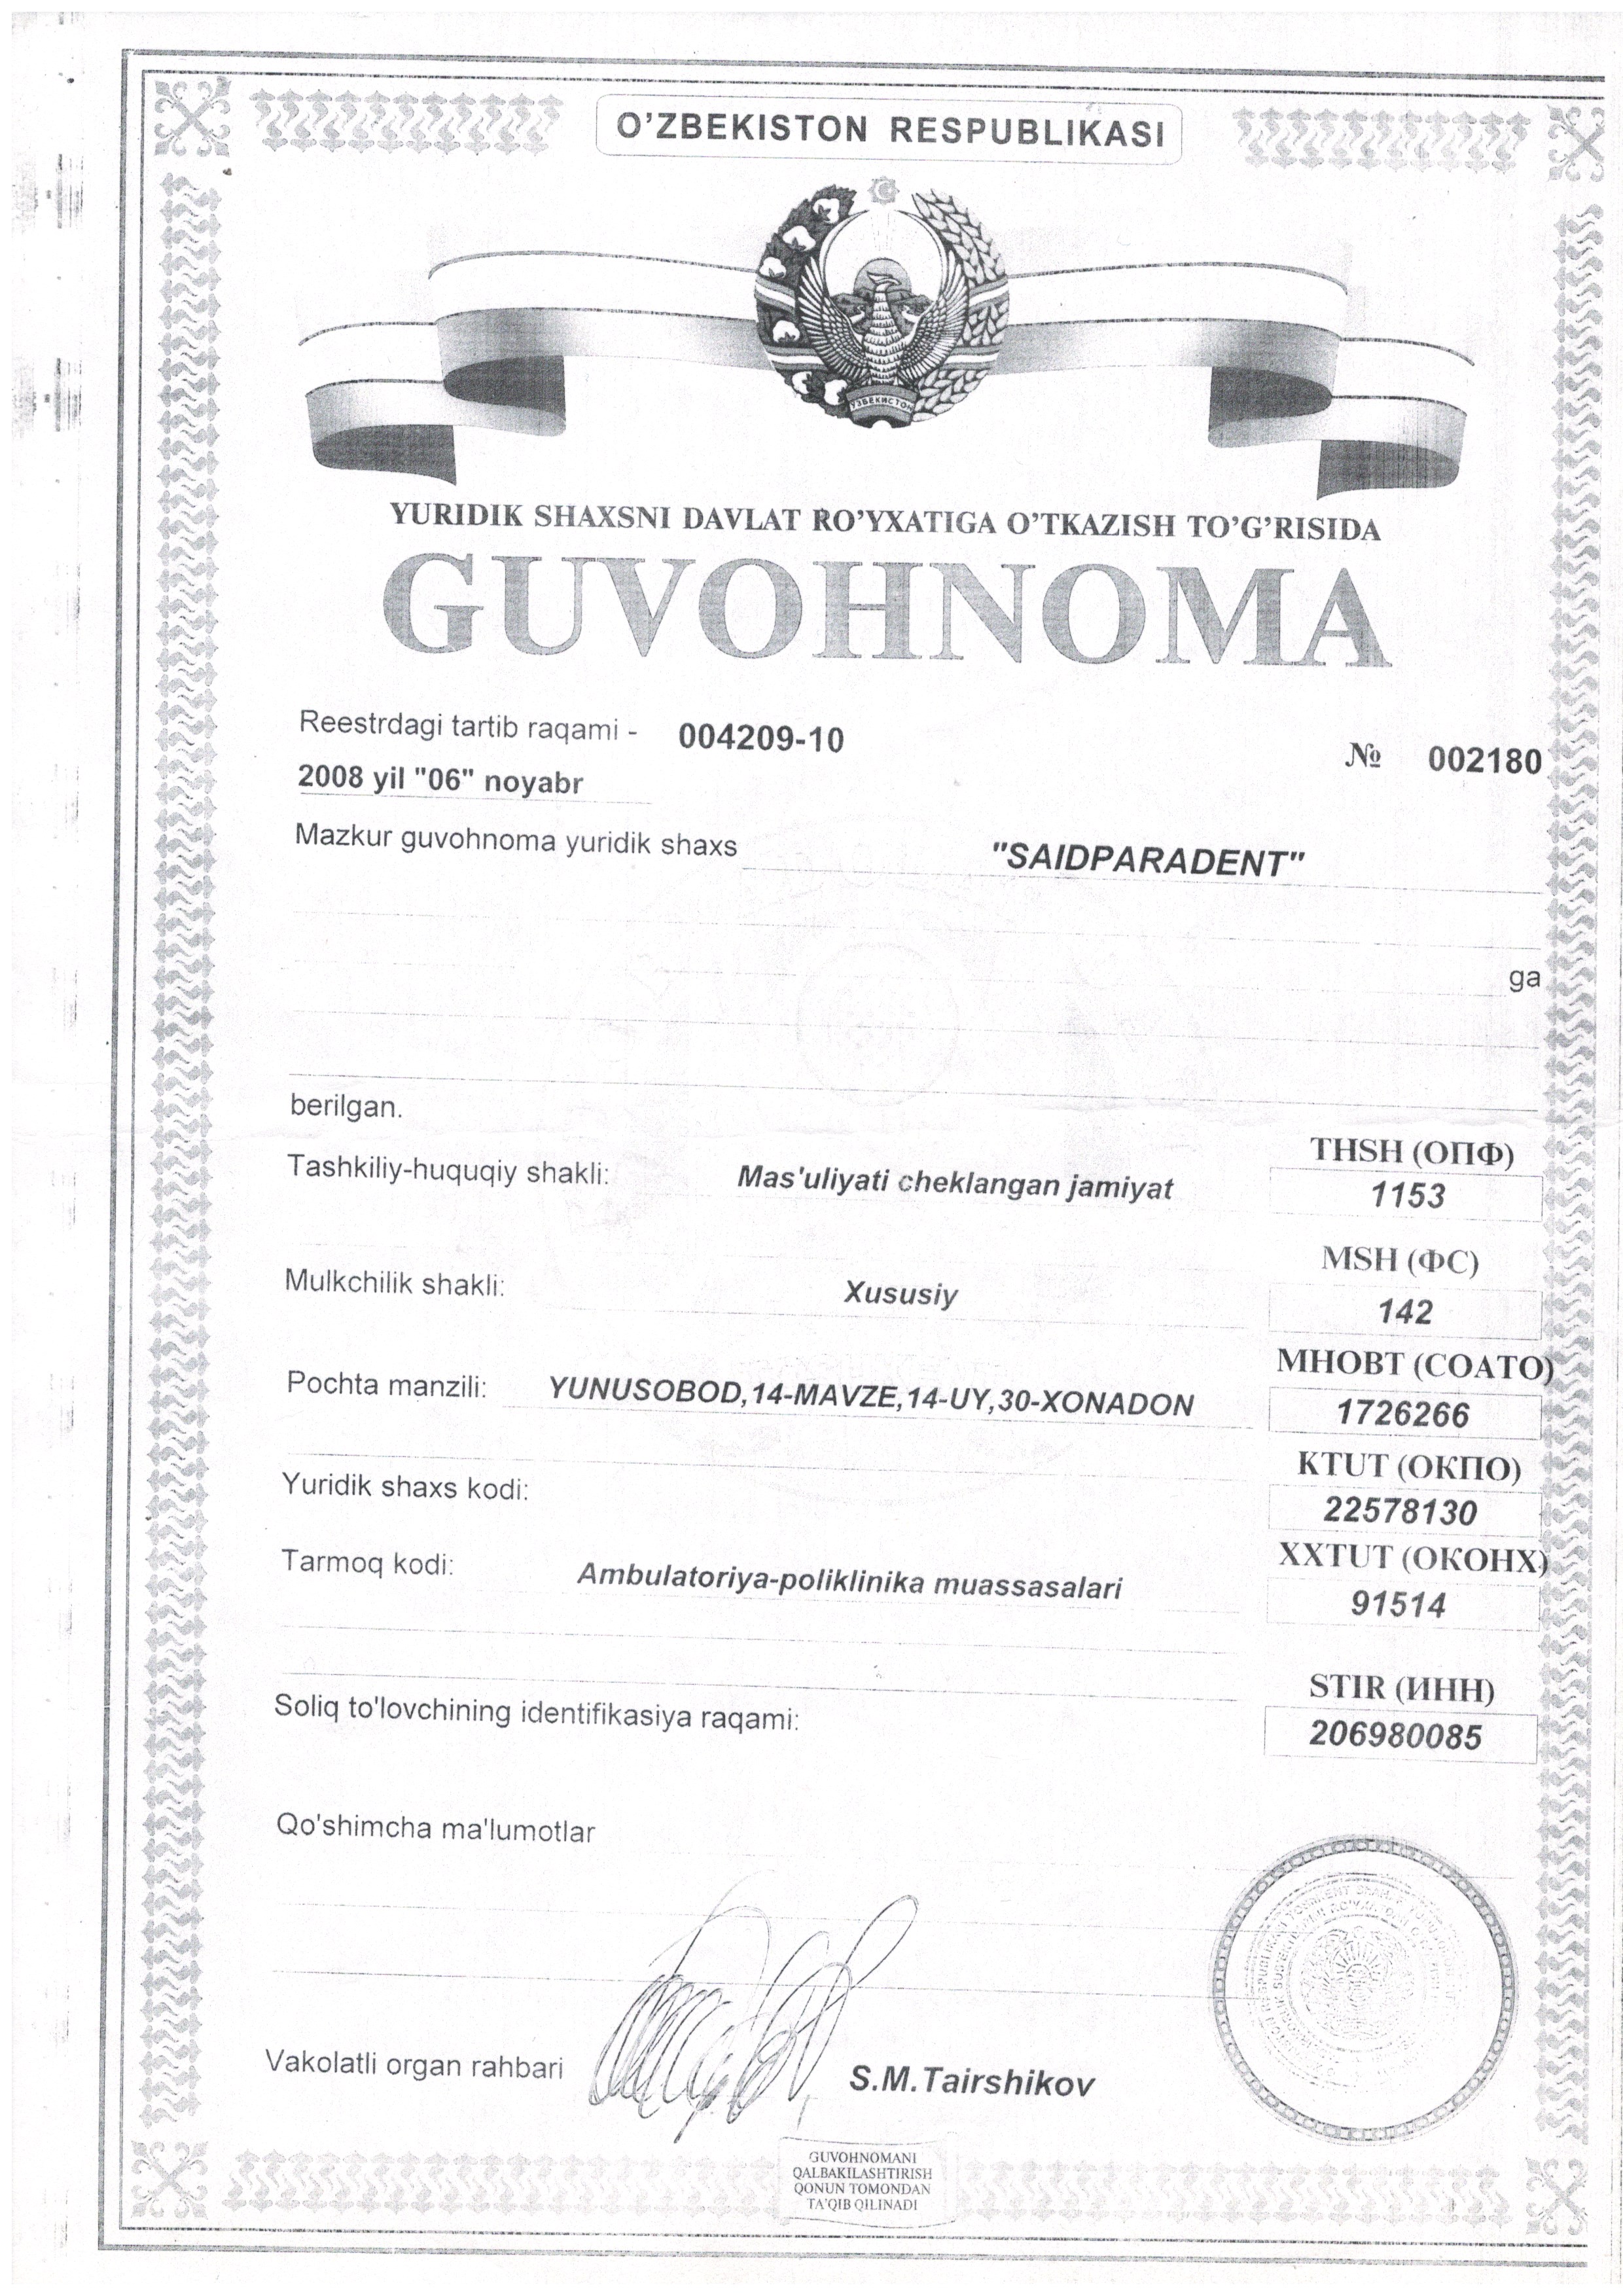 O'ZBEKISTON RESPUBLIKASI
ЎЗБЕКИСТОН
YURIDIK SHAXSNI DAVLAT RO'YXATIGA O'TKAZISH TO'G'RISIDA
GUVOHNOMA
Reestrdagi tartib raqami - 004209-10
№ 002180
2008 yil "06" noyabr
Mazkur guvohnoma yuridik shaxs "SAIDPARADENT"
ga
berilgan.
THSH (ОПФ)
Tashkiliy-huquqiy shakli: Mas'uliyati cheklangan jamiyat 1153
MSH (ФС)
Mulkchilik shakli: Xususiy 142
MHOBT (COATO)
Pochta manzili: YUNUSOBOD,14-MAVZE,14-UY,30-XONADON 1726266
KTUT (ОКПО)
Yuridik shaxs kodi: 22578130
XXTUT (ОКОНХ)
Tarmoq kodi: Ambulatoriya-poliklinika muassasalari 91514
STIR (ИНН)
Soliq to'lovchining identifikasiya raqami: 206980085
Qo'shimcha ma'lumotlar
Vakolatli organ rahbari S.M.Tairshikov
GUVOHNOMANI
QALBAKILASHTIRISH
QONUN TOMONDAN
TA'QIB QILINADI